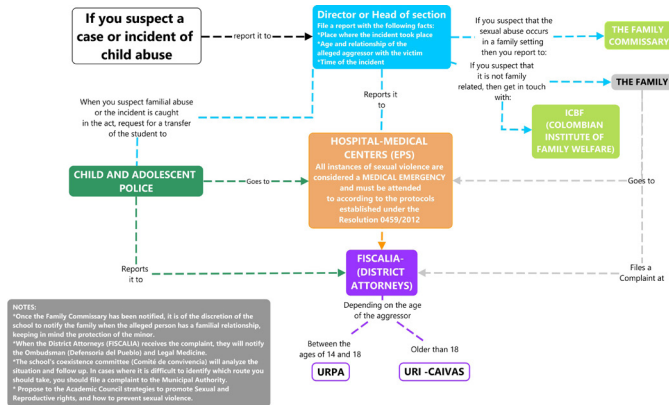 If you suspect a
case or incident of
child abuse
report it to
Director or Head of section
File a report with the following facts:
*Place where the incident took place
*Age and relationship of the
alleged aggressor with the victim
*Time of the incident
If you suspect that the
sexual abuse occurs
in a family setting
then you report to:
THE FAMILY
COMMISSARY
If you suspect that
it is not family
related, then get in touch
with:
THE FAMILY
ICBF
(COLOMBIAN
INSTITUTE OF
FAMILY WELFARE)
When you suspect familial abuse
or the incident is caught
in the act, request for a transfer
of the student to
Reports
it to
HOSPITAL-MEDICAL
CENTERS (EPS)
All instances of sexual violence are
considered a MEDICAL EMERGENCY
and must be attended
to according to the protocols
established under the
Resolution 0459/2012
CHILD AND ADOLESCENT
POLICE
Goes to
Goes to
Reports
it to
FISCALIA-
(DISTRICT
ATTORNEYS)
Files a
Complaint at
Depending on the age
of the aggressor
Between the
ages of 14 and 18
Older than 18
URPA
URI -CAIVAS
NOTES:
*Once the Family Commissary has been notified, it is of the discretion of the
school to notify the family when the alleged person has a familial relationship,
keeping in mind the protection of the minor.
*When the District Attorneys (FISCALIA) receives the complaint, they will notify
the Ombudsman (Defensoría del Pueblo) and Legal Medicine.
*The school's coexistence committee (Comité de convivencia) will analyze the
situation and follow up. In cases where it is difficult to identify which route you
should take, you should file a complaint to the Municipal Authority.
* Propose to the Academic Council strategies to promote Sexual and
Reproductive rights, and how to prevent sexual violence.